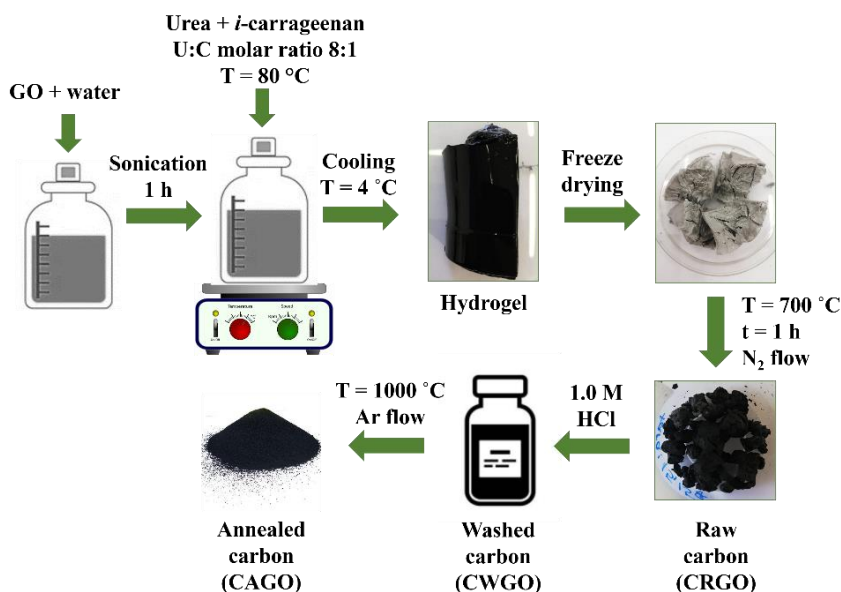 Urea + i-carrageenan
U:C molar ratio 8:1
T = 80 °C
GO + water
Sonication
1 h
Cooling
T = 4 ˚C
Freeze
drying
Hydrogel
T = 700 ˚C
t = 1 h
N₂ flow
1.0 M
HCl
T = 1000 ˚C
Ar flow
Annealed
carbon
(CAGO)
Washed
carbon
(CWGO)
Raw
carbon
(CRGO)